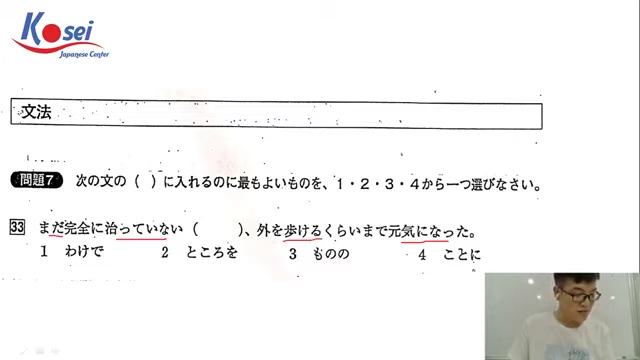 Kosei
Japanese Center
文法
問題7 次の文の( )に入れるのに最もよいものを、1・2・3・4から一つ選びなさい。
33 まだ完全に治っていない( )、外を歩けるくらいまで元気になった。
1 わけで 2 ところを 3 ものの 4 ことに